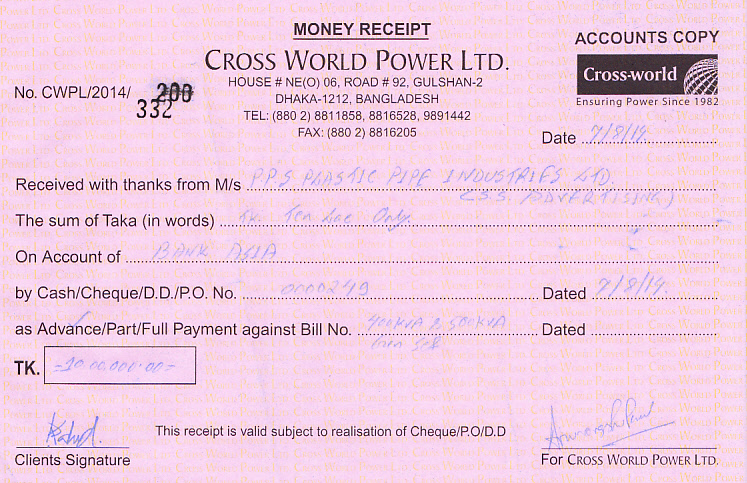 MONEY RECEIPT
ACCOUNTS COPY
CROSS WORLD POWER LTD.
Cross-world
Ensuring Power Since 1982
HOUSE # NE(O) 06, ROAD # 92, GULSHAN-2
DHAKA-1212, BANGLADESH
TEL: (880 2) 8811858, 8816528, 9891442
FAX: (880 2) 8816205
No. CWPL/2014/ 200
332
Date 7/8/14.
Received with thanks from M/s PPS PLASTIC PIPE INDUSTRIES LTD.
(S.S. ADVERTISING)
The sum of Taka (in words) Tk. Ten Lac Only.
On Account of BANK ASIA
by Cash/Cheque/D.D./P.O. No. 0000249 Dated 7/8/14.
as Advance/Part/Full Payment against Bill No. 400KVA & 500KVA Dated
Gen Set
TK. =10,00,000.00=
This receipt is valid subject to realisation of Cheque/P.O/D.D
Clients Signature
For CROSS WORLD POWER LTD.